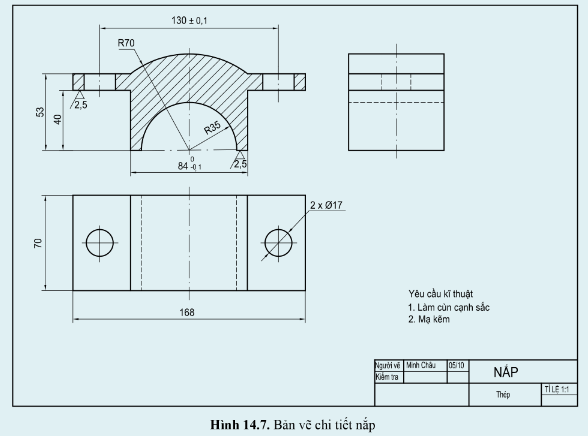 130 ± 0,1
R70
53
40
2,5
R35
2,5
84 0 -0,1
70
2 x Ø17
168
Yêu cầu kĩ thuật
1. Làm cùn cạnh sắc
2. Mạ kẽm
Người vẽ Minh Châu 05/10
Kiểm tra
NẮP
Thép
TỈ LỆ 1:1
Hình 14.7. Bản vẽ chi tiết nắp